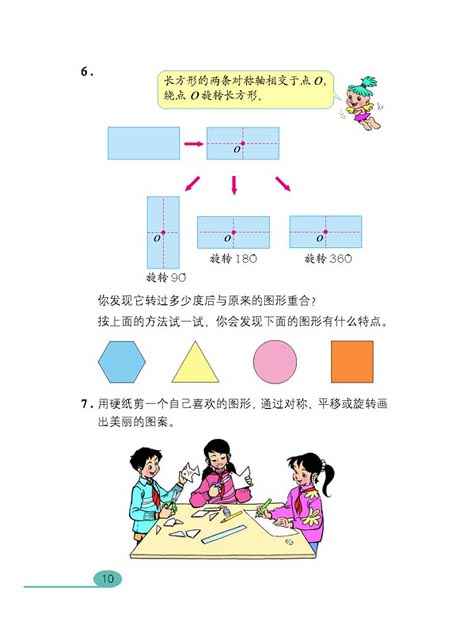 6.
长方形的两条对称轴相交于点 O,
绕点 O 旋转长方形.
O
O
O
O
旋转 90
旋转 180
旋转 360
你发现它转过多少度后与原来的图形重合?
按上面的方法试一试, 你会发现下面的图形有什么特点。
7. 用硬纸剪一个自己喜欢的图形, 通过对称、平移或旋转画
出美丽的图案。
10